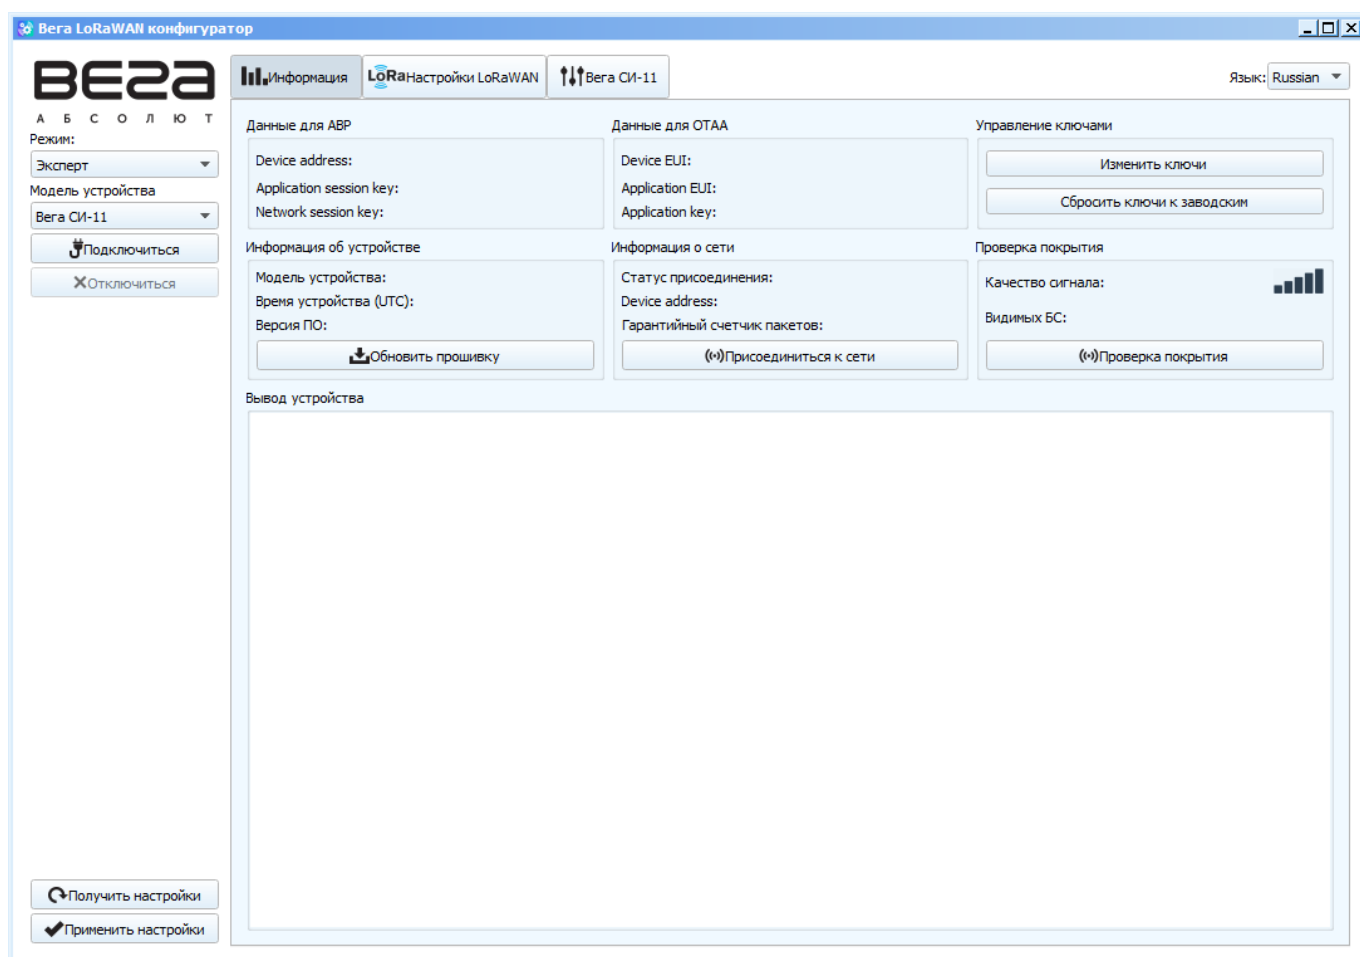 Вега LoRaWAN конфигуратор
ВЕГА
АБСОЛЮТ
Режим:
Эксперт
Модель устройства
Вега СИ-11
Подключиться
Отключиться
Получить настройки
Применить настройки
Информация
LoRa Настройки LoRaWAN
Вега СИ-11
Язык: Russian
Данные для ABP
Device address:
Application session key:
Network session key:
Данные для OTAA
Device EUI:
Application EUI:
Application key:
Управление ключами
Изменить ключи
Сбросить ключи к заводским
Информация об устройстве
Модель устройства:
Время устройства (UTC):
Версия ПО:
Обновить прошивку
Информация о сети
Статус присоединения:
Device address:
Гарантийный счетчик пакетов:
Присоединиться к сети
Проверка покрытия
Качество сигнала:
Видимых БС:
Проверка покрытия
Вывод устройства